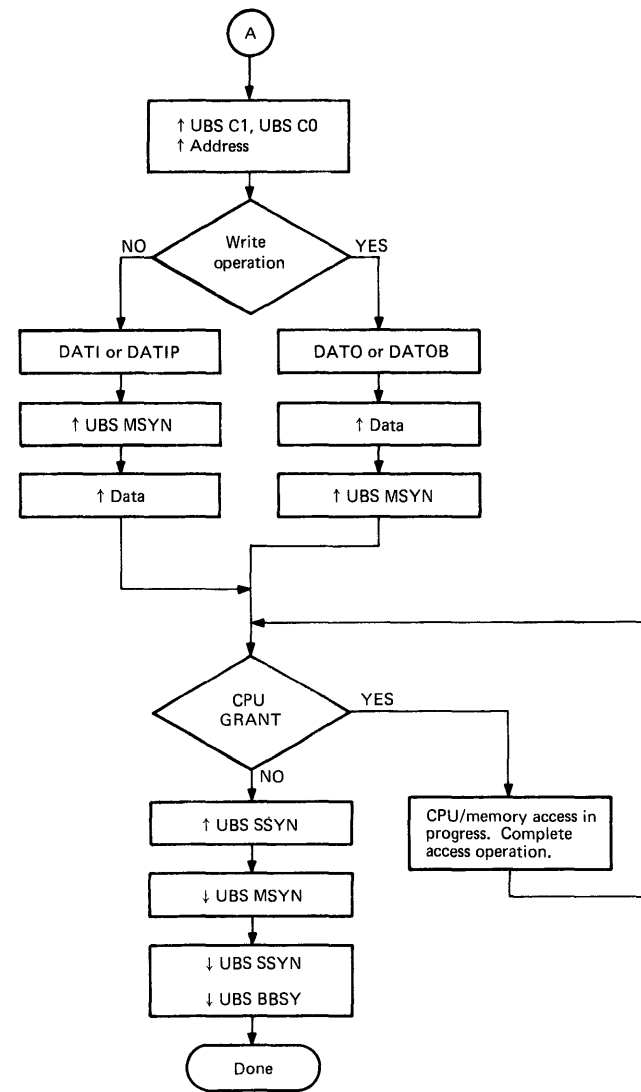 A
↑ UBS C1, UBS C0
↑ Address
Write
operation
NO
YES
DATI or DATIP
DATO or DATOB
↑ UBS MSYN
↑ Data
↑ Data
↑ UBS MSYN
CPU
GRANT
YES
NO
↑ UBS SSYN
CPU/memory access in
progress. Complete
access operation.
↓ UBS MSYN
↓ UBS SSYN
↓ UBS BBSY
Done